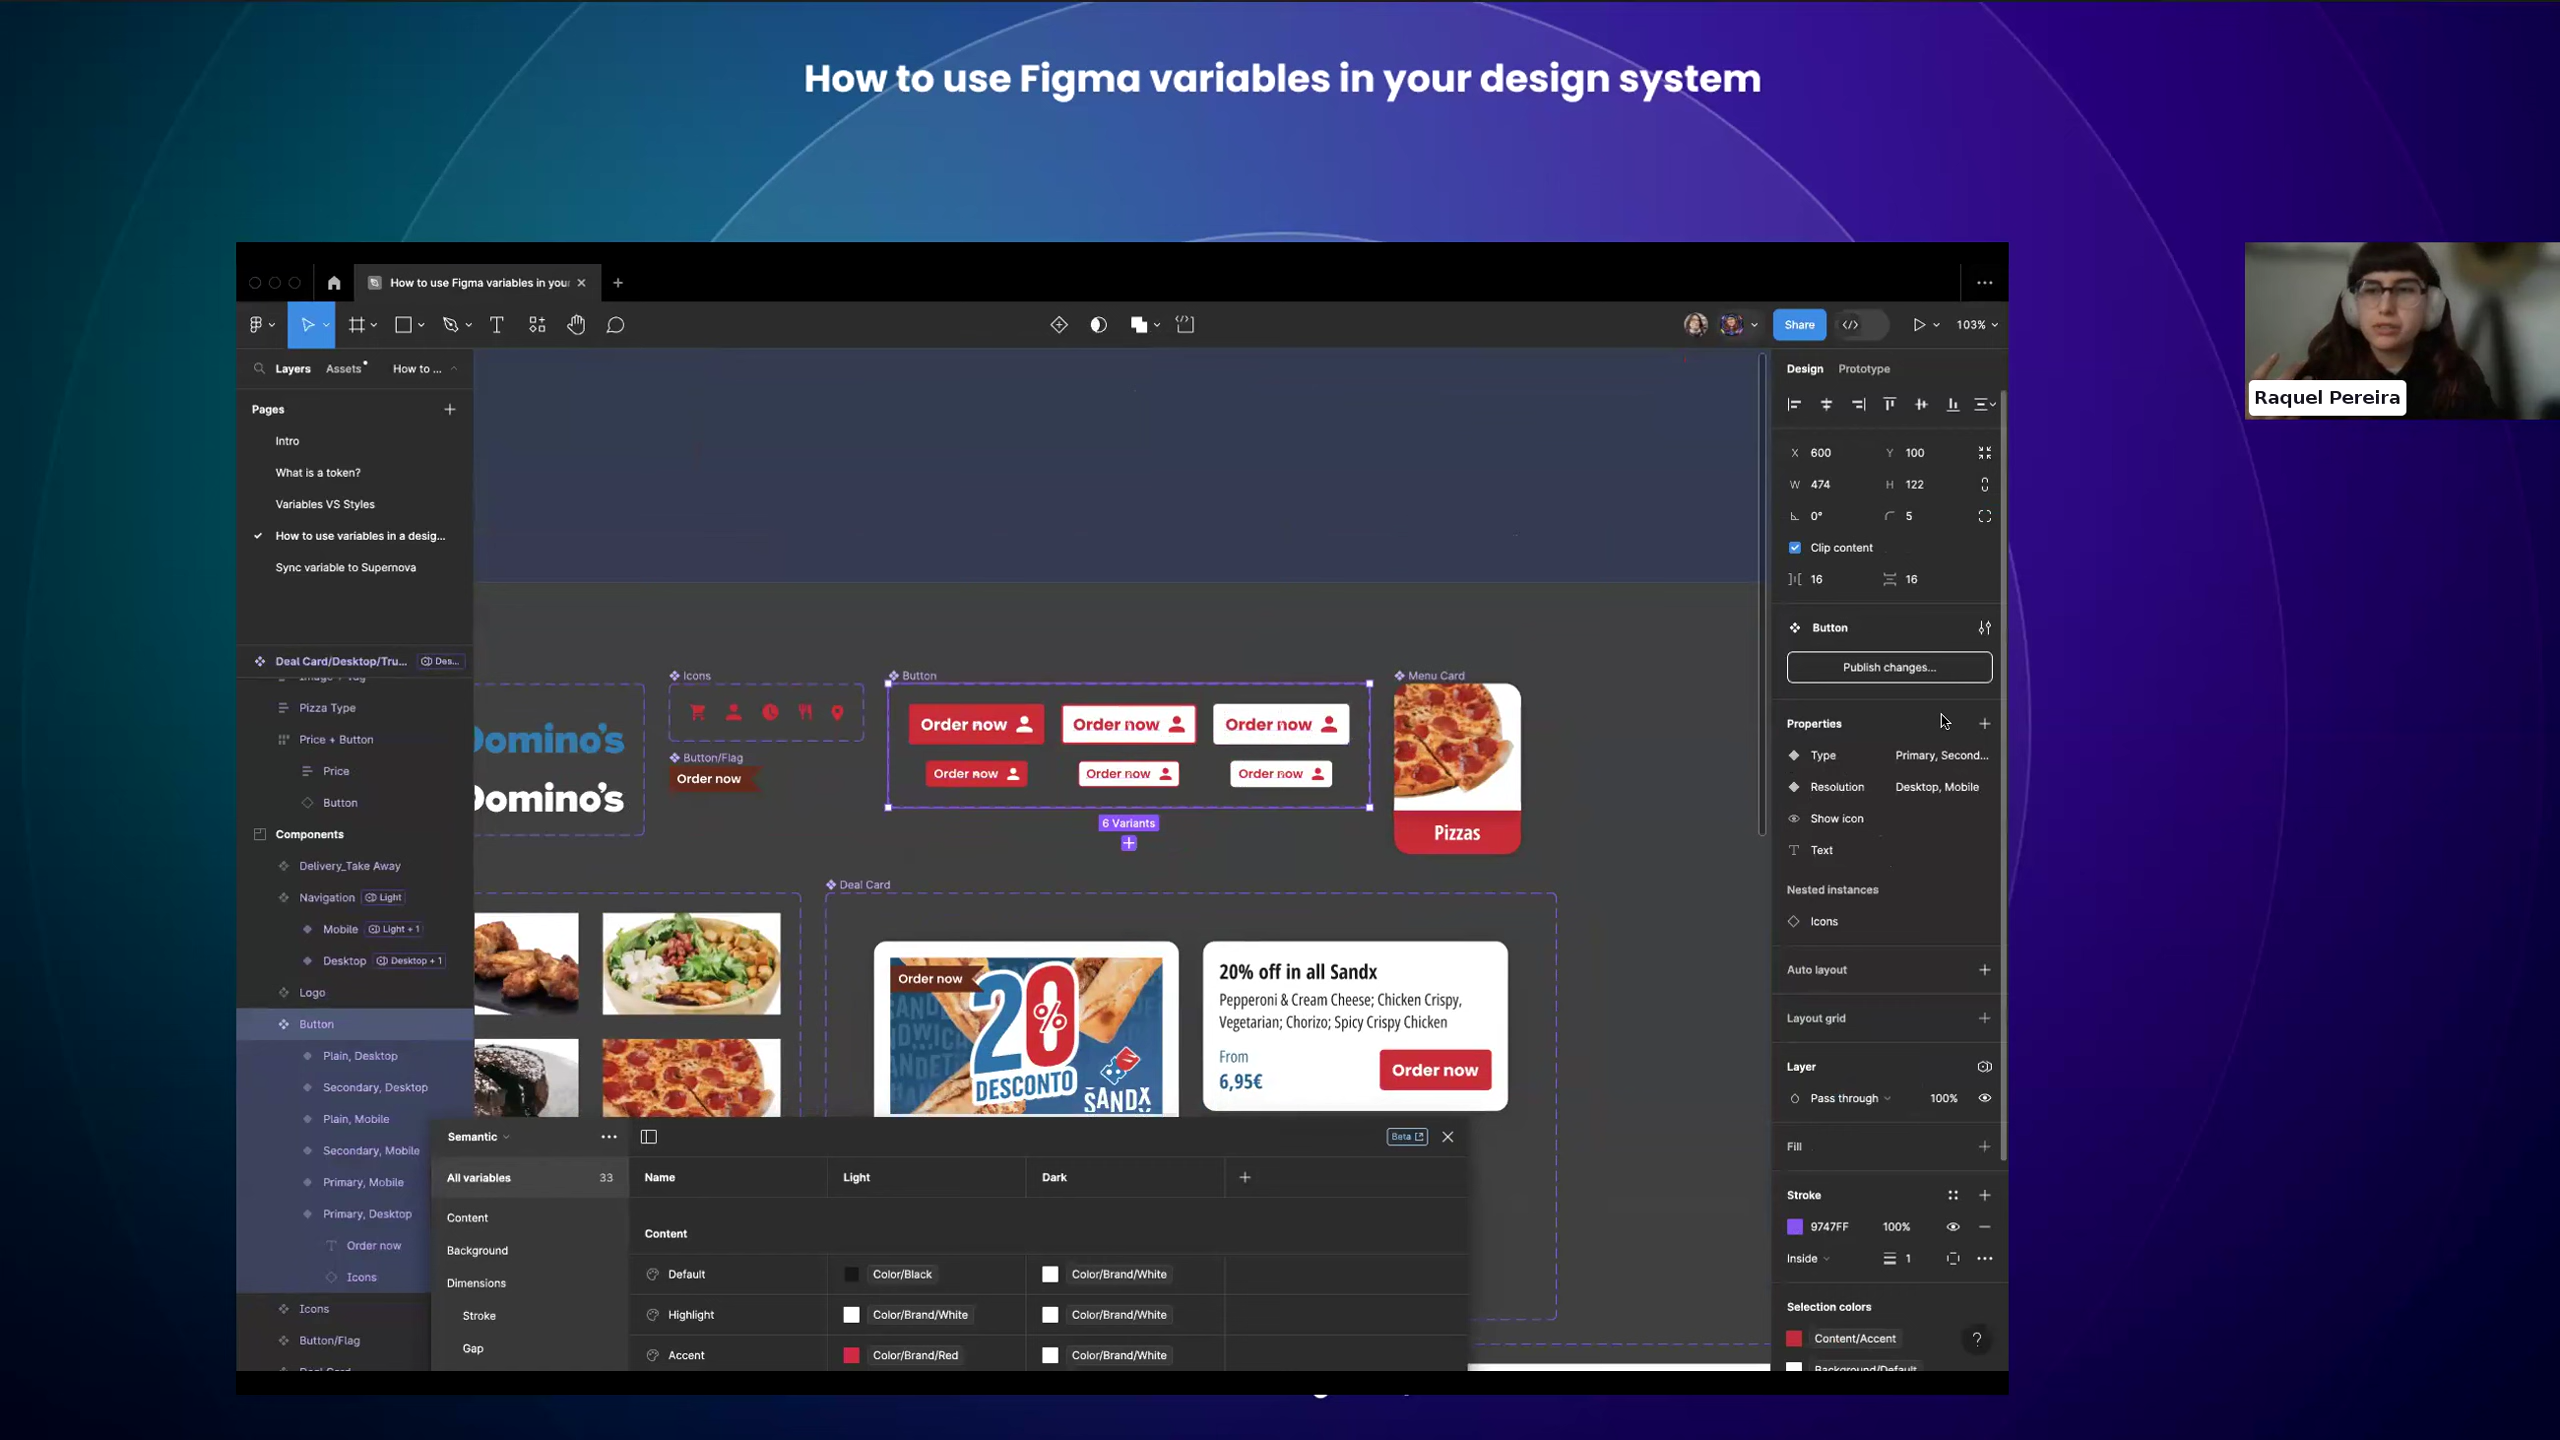 How to use Figma variables in your design system
How to use Figma variables in your
Share
103%
Layers
Assets
How to ...
Design
Prototype
Pages
Intro
What is a token?
Variables VS Styles
How to use variables in a desig...
Sync variable to Supernova
X 600
Y 100
W 474
H 122
0°
5
Clip content
16
16
Button
Publish changes...
Properties
Type
Primary, Second...
Resolution
Desktop, Mobile
Show icon
Text
Nested instances
Icons
Auto layout
Layout grid
Layer
Pass through
100%
Fill
Stroke
9747FF
100%
Inside
1
Selection colors
Content/Accent
Background/Default
?
Raquel Pereira
Deal Card/Desktop/Tru...
Des...
Image + Tag
Pizza Type
Price + Button
Price
Button
Components
Delivery_Take Away
Navigation
Light
Mobile
Light + 1
Desktop
Desktop + 1
Logo
Button
Plain, Desktop
Secondary, Desktop
Plain, Mobile
Secondary, Mobile
Primary, Mobile
Primary, Desktop
Order now
Icons
Icons
Button/Flag
Deal Card
Domino's
Domino's
Icons
Button/Flag
Order now
Button
Order now
Order now
Order now
Order now
Order now
Order now
6 Variants
Menu Card
Pizzas
Deal Card
Order now
20%
DESCONTO
SANDX
20% off in all Sandx
Pepperoni & Cream Cheese; Chicken Crispy,
Vegetarian; Chorizo; Spicy Crispy Chicken
From
6,95€
Order now
Semantic
Beta
All variables
33
Name
Light
Dark
Content
Background
Dimensions
Stroke
Gap
Content
Default
Color/Black
Color/Brand/White
Highlight
Color/Brand/White
Color/Brand/White
Accent
Color/Brand/Red
Color/Brand/White